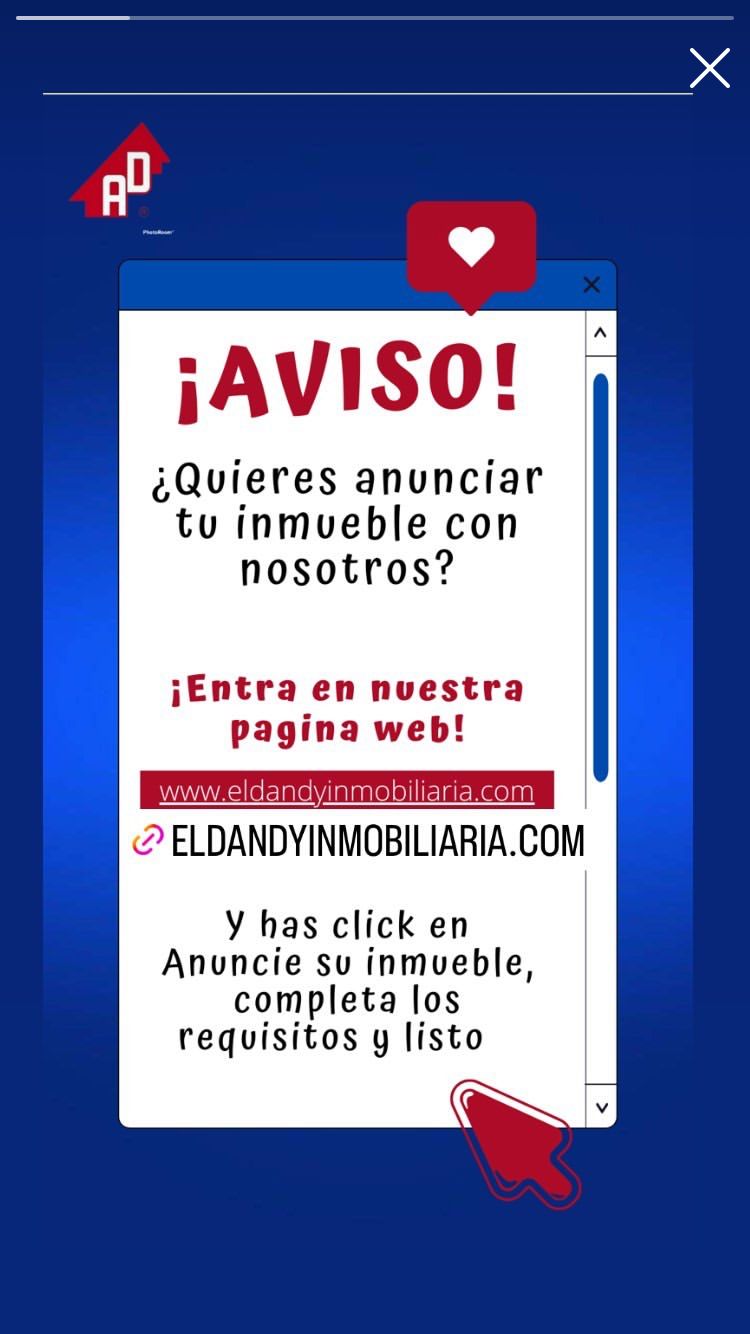 AD
®
PhotoRoom
¡AVISO!
¿Quieres anunciar
tu inmueble con
nosotros?
¡Entra en nuestra
pagina web!
www.eldandyinmobiliaria.com
ELDANDYINMOBILIARIA.COM
Y has click en
Anuncie su inmueble,
completa los
requisitos y listo